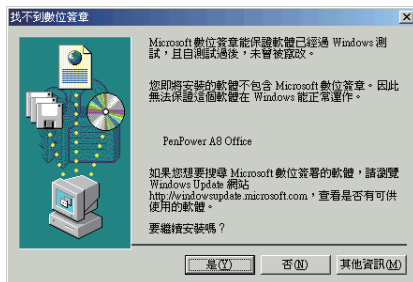 找不到數位簽章
Microsoft 數位簽章能保證軟體已經過 Windows 測
試，且自測試過後，未曾被竄改。
您即將安裝的軟體不包含 Microsoft 數位簽章。因此
無法保證這個軟體在 Windows 能正常運作。
PenPower A8 Office
如果您想要搜尋 Microsoft 數位簽署的軟體，請瀏覽
Windows Update 網站
http://windowsupdate.microsoft.com，查看是否有可供
使用的軟體。
要繼續安裝嗎？
是(Y) 否(N) 其他資訊(M)